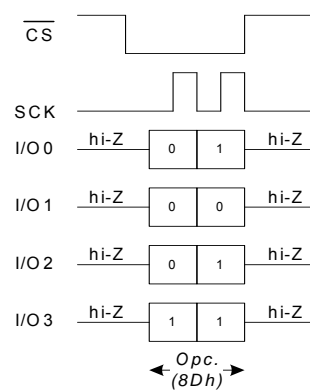 CS
SCK
I/O 0 hi-Z 0 1 hi-Z
I/O 1 hi-Z 0 0 hi-Z
I/O 2 hi-Z 0 1 hi-Z
I/O 3 hi-Z 1 1 hi-Z
Opc.
(8Dh)